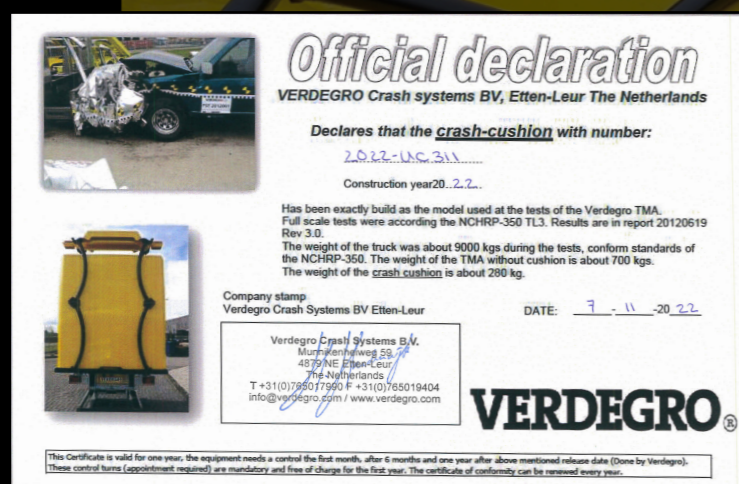 Official declaration
VERDEGRO Crash systems BV, Etten-Leur The Netherlands
Declares that the crash-cushion with number:
2022-UC311
Construction year20 22
Has been exactly build as the model used at the tests of the Verdegro TMA.
Full scale tests were according the NCHRP-350 TL3. Results are in report 20120619
Rev 3.0.
The weight of the truck was about 9000 kgs during the tests, conform standards of
the NCHRP-350. The weight of the TMA without cushion is about 700 kgs.
The weight of the crash cushion is about 280 kg.
Company stamp
Verdegro Crash Systems BV Etten-Leur
DATE: 7 - 11 -20 22
Verdegro Crash Systems B.V.
Munnikenheiweg 59
4879 NE Etten-Leur
The Netherlands
T +31(0)765017990 F +31(0)765019404
info@verdegro.com / www.verdegro.com
VERDEGRO®
This Certificate is valid for one year, the equipment needs a control the first month, after 6 months and one year after above mentioned release date (Done by Verdegro).
These control turns (appointment required) are mandatory and free of charge for the first year. The certificate of conformity can be renewed every year.